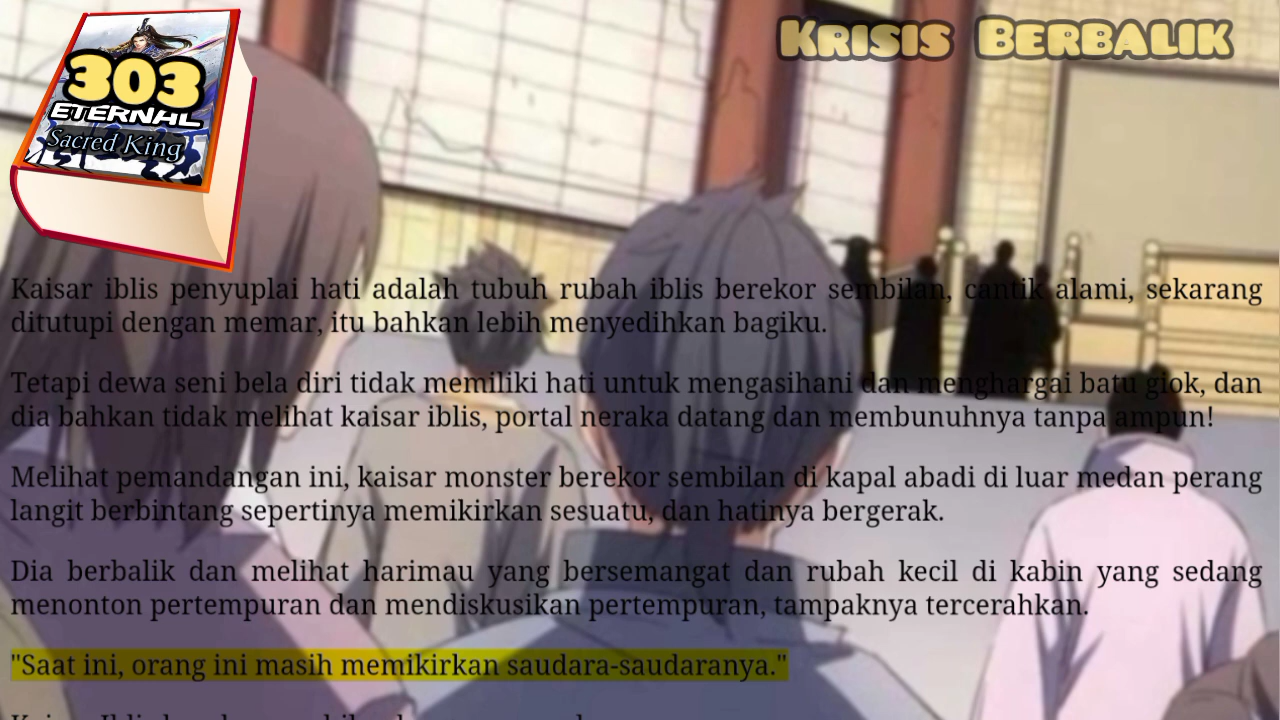 303
ETERNAL
Sacred King
KRISIS BERBALIK
Kaisar iblis penyuplai hati adalah tubuh rubah iblis berekor sembilan, cantik alami, sekarang
ditutupi dengan memar, itu bahkan lebih menyedihkan bagiku.
Tetapi dewa seni bela diri tidak memiliki hati untuk mengasihani dan menghargai batu giok, dan
dia bahkan tidak melihat kaisar iblis, portal neraka datang dan membunuhnya tanpa ampun!
Melihat pemandangan ini, kaisar monster berekor sembilan di kapal abadi di luar medan perang
langit berbintang sepertinya memikirkan sesuatu, dan hatinya bergerak.
Dia berbalik dan melihat harimau yang bersemangat dan rubah kecil di kabin yang sedang
menonton pertempuran dan mendiskusikan pertempuran, tampaknya tercerahkan.
"Saat ini, orang ini masih memikirkan saudara-saudaranya."